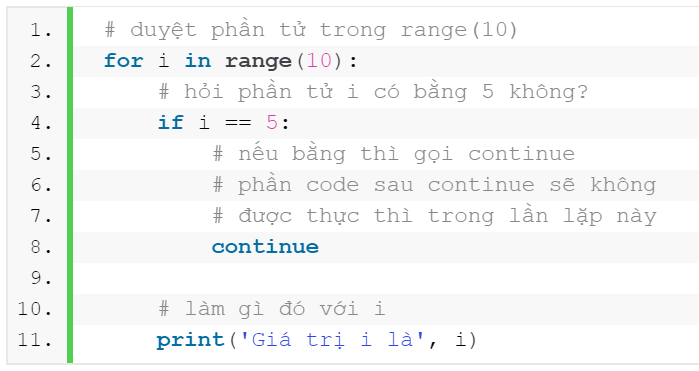 1. # duyệt phần tử trong range(10)
2. for i in range(10):
3.     # hỏi phần tử i có bằng 5 không?
4.     if i == 5:
5.         # nếu bằng thì gọi continue
6.         # phần code sau continue sẽ không
7.         # được thực thì trong lần lặp này
8.         continue
9.
10.     # làm gì đó với i
11.     print('Giá trị i là', i)